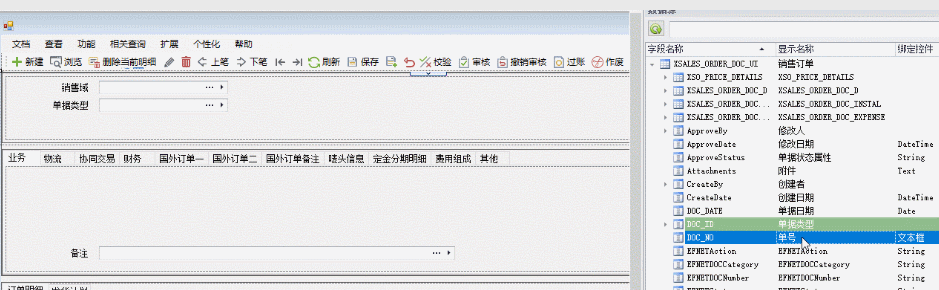 文档 查看 功能 相关查询 扩展 个性化 帮助
新建 浏览 删除当前明细 上笔 下笔 刷新 保存 校验 审核 撤销审核 过账 作废
销售域
单据类型
业务 物流 协同交易 财务 国外订单一 国外订单二 国外订单备注 唛头信息 定金分期明细 费用组成 其他
备注
字段名称 显示名称 绑定控件
XSALES_ORDER_DOC_UI 销售订单
XSO_PRICE_DETAILS XSO_PRICE_DETAILS
XSALES_ORDER_DOC_D XSALES_ORDER_DOC_D
XSALES_ORDER_DOC... XSALES_ORDER_DOC_INSTAL
XSALES_ORDER_DOC... XSALES_ORDER_DOC_EXPENSE
ApproveBy 修改人
ApproveDate 修改日期 DateTime
ApproveStatus 单据状态属性 String
Attachments 附件 Text
CreateBy 创建者
CreateDate 创建日期 DateTime
DOC_DATE 单据日期 Date
DOC_ID 单据类型
DOC_NO 单号 文本框
EFNETAction EFNETAction String
EFNETDOCCategory EFNETDOCCategory String
EFNETDOCNumber EFNETDOCNumber String